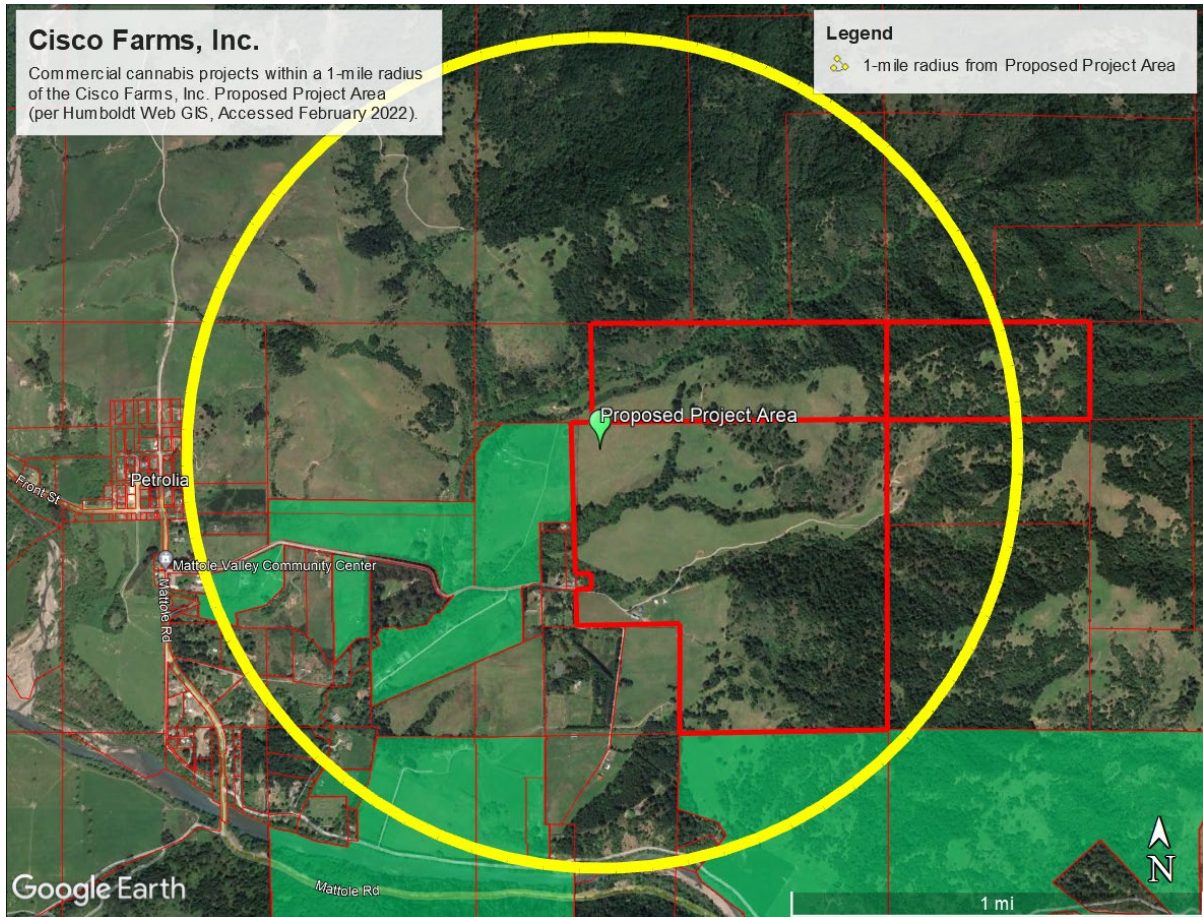 Cisco Farms, Inc.
Commercial cannabis projects within a 1-mile radius
of the Cisco Farms, Inc. Proposed Project Area
(per Humboldt Web GIS, Accessed February 2022).
Legend
1-mile radius from Proposed Project Area
Proposed Project Area
Petrolia
Front St
Mattole Valley Community Center
Mattole Rd
Mattole Rd
N
Google Earth
1 mi